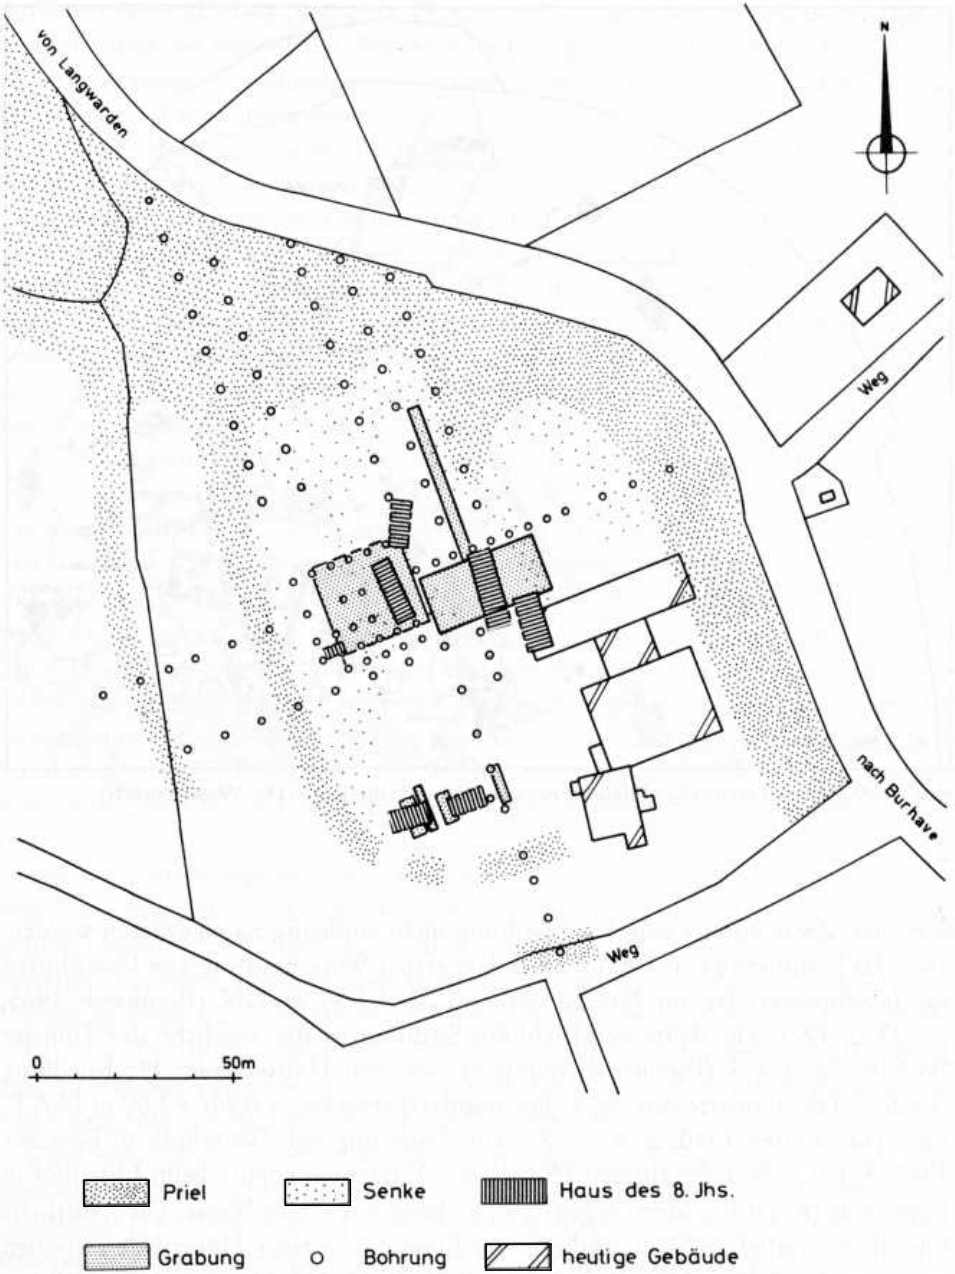 von Langwarden
N
Weg
nach Burhave
Weg
0 50m
Priel
Senke
Haus des 8. Jhs.
Grabung
Bohrung
heutige Gebäude